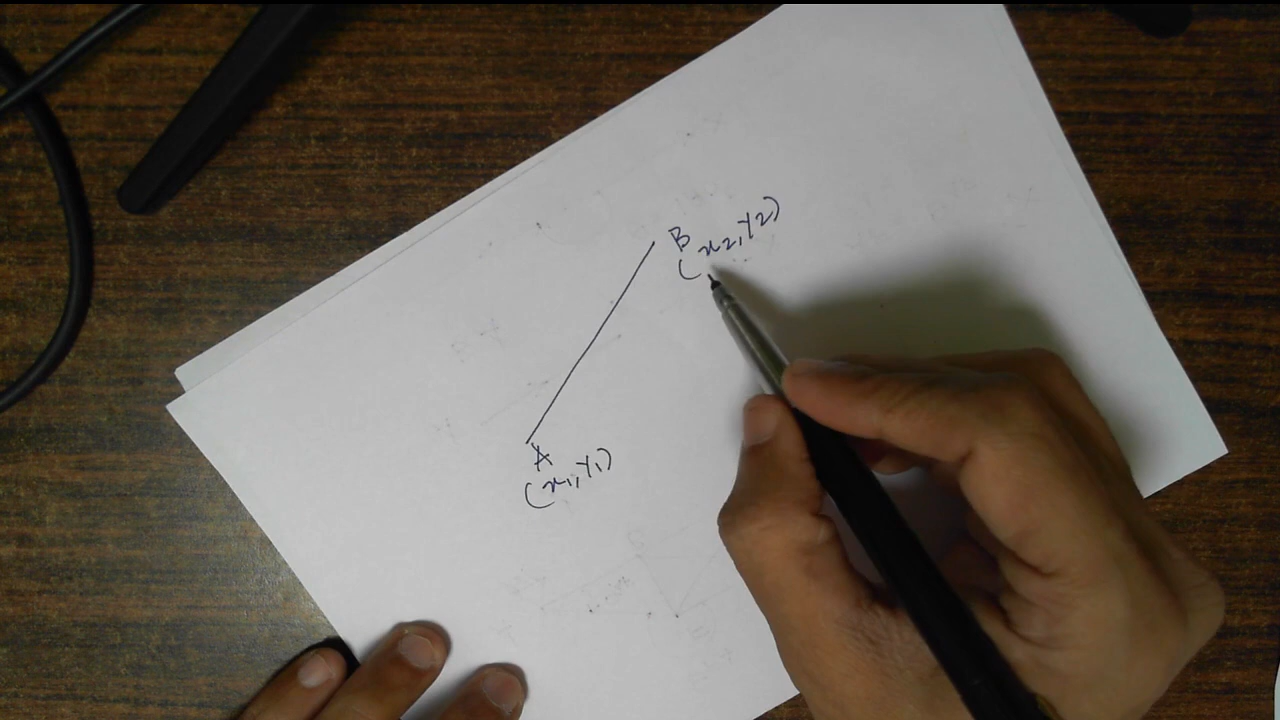 B
(x2, y2)
A
(x1, y1)